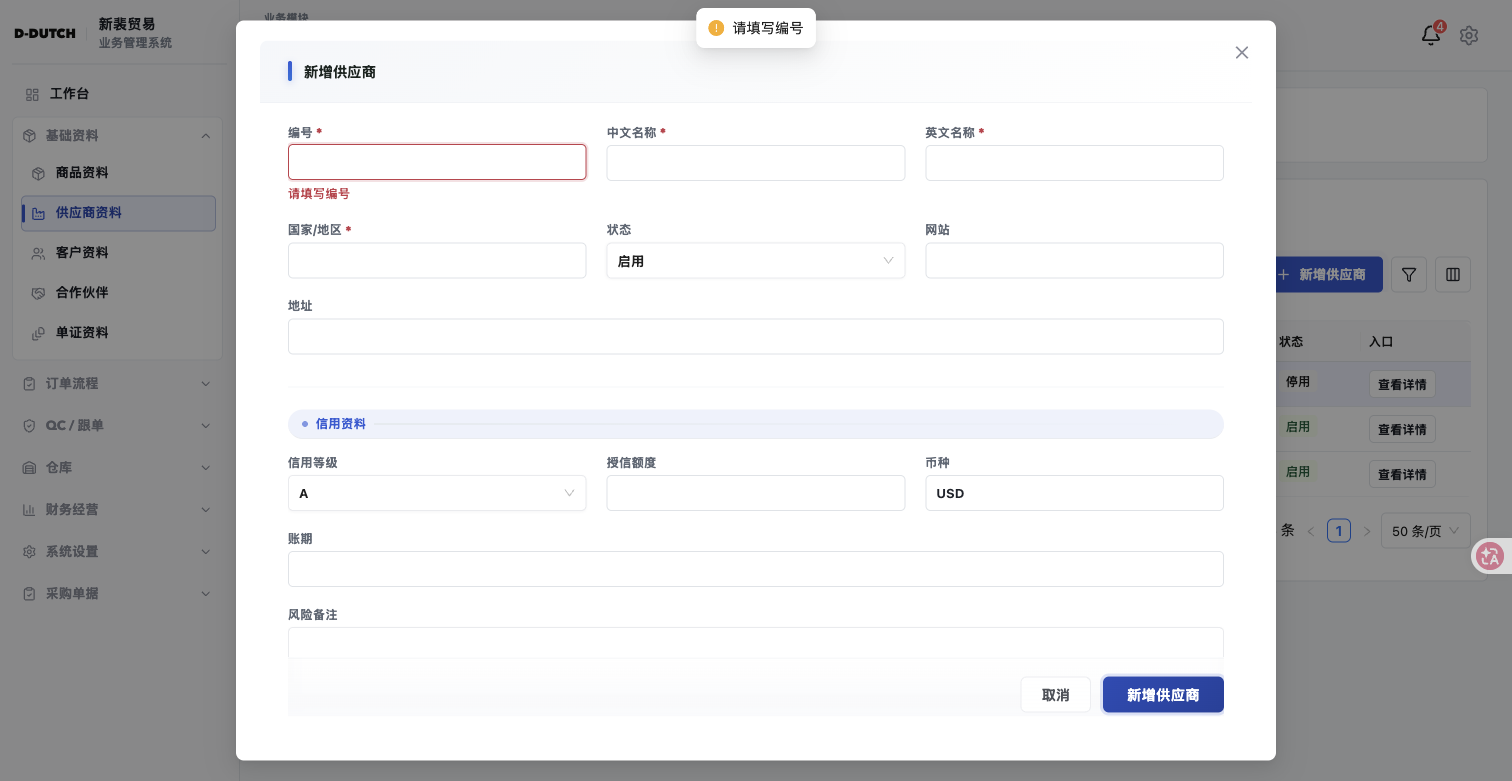 D-DUTCH
新装贸易
业务管理系统
业务模块
请填写编号
4
工作台
基础资料
商品资料
供应商资料
客户资料
合作伙伴
单证资料
订单流程
QC / 跟单
仓库
财务经营
系统设置
采购单据
新增供应商
编号 *
中文名称 *
英文名称 *
请填写编号
国家/地区 *
状态
网站
启用
地址
信用资料
信用等级
授信额度
币种
A
USD
账期
风险备注
取消
新增供应商
新增供应商
状态
入口
停用
查看详情
启用
查看详情
启用
查看详情
条
1
50 条/页